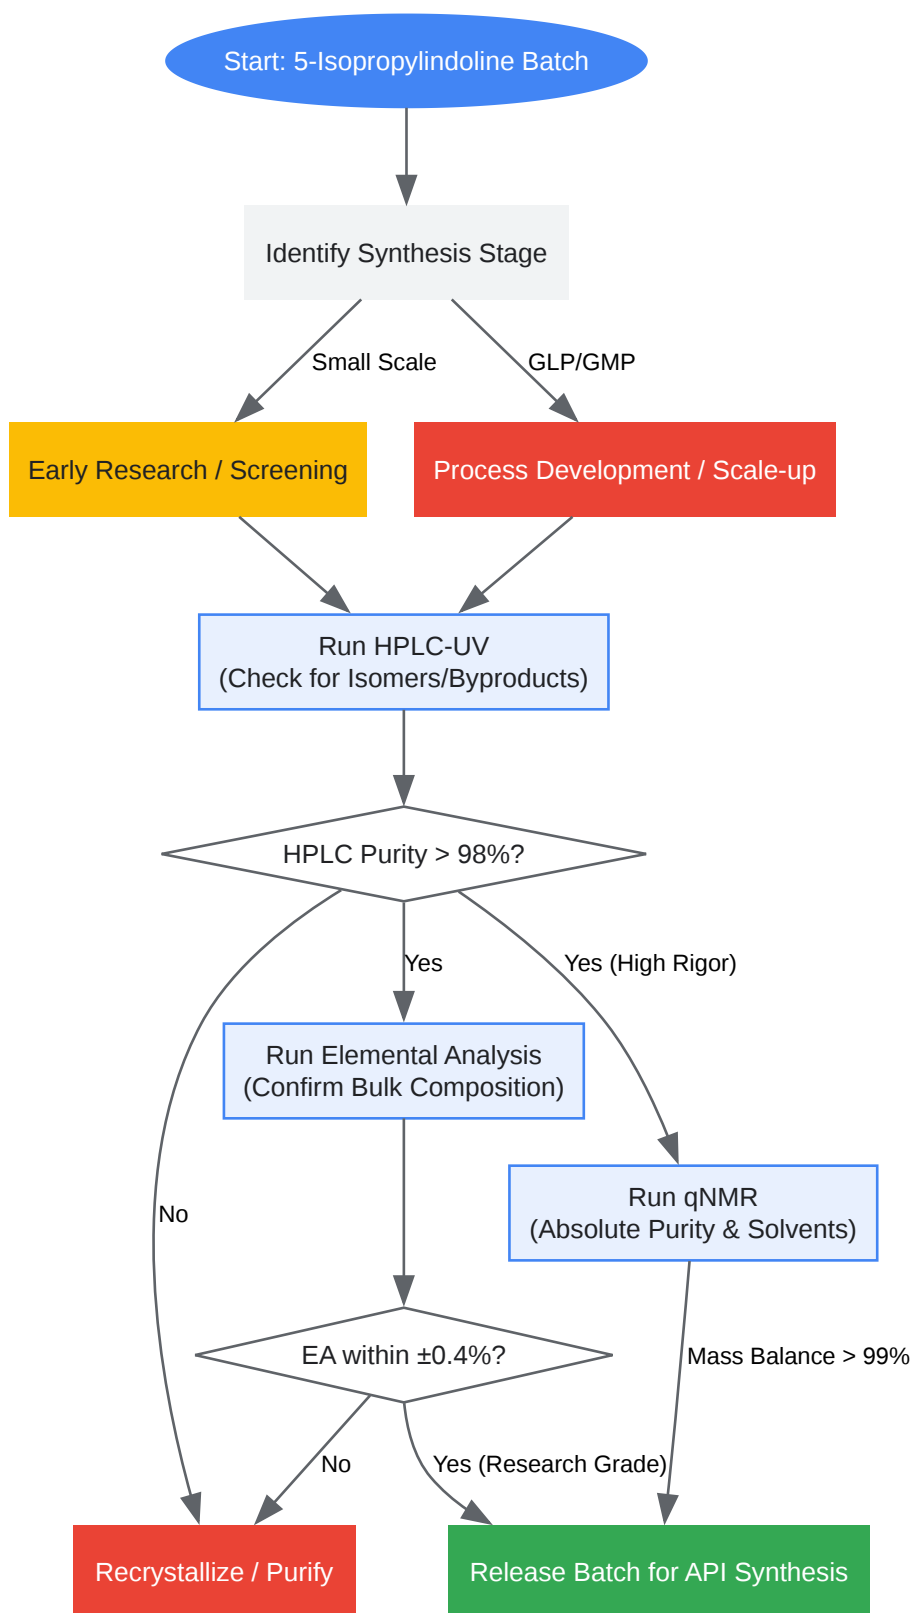 Start: 5-Isopropylindoline Batch
Identify Synthesis Stage
Small Scale
GLP/GMP
Early Research / Screening
Process Development / Scale-up
Run HPLC-UV
(Check for Isomers/Byproducts)
HPLC Purity > 98%?
Yes
Yes (High Rigor)
Run Elemental Analysis
(Confirm Bulk Composition)
Run qNMR
(Absolute Purity & Solvents)
No
EA within ±0.4%?
Mass Balance > 99%
No
Yes (Research Grade)
Recrystallize / Purify
Release Batch for API Synthesis